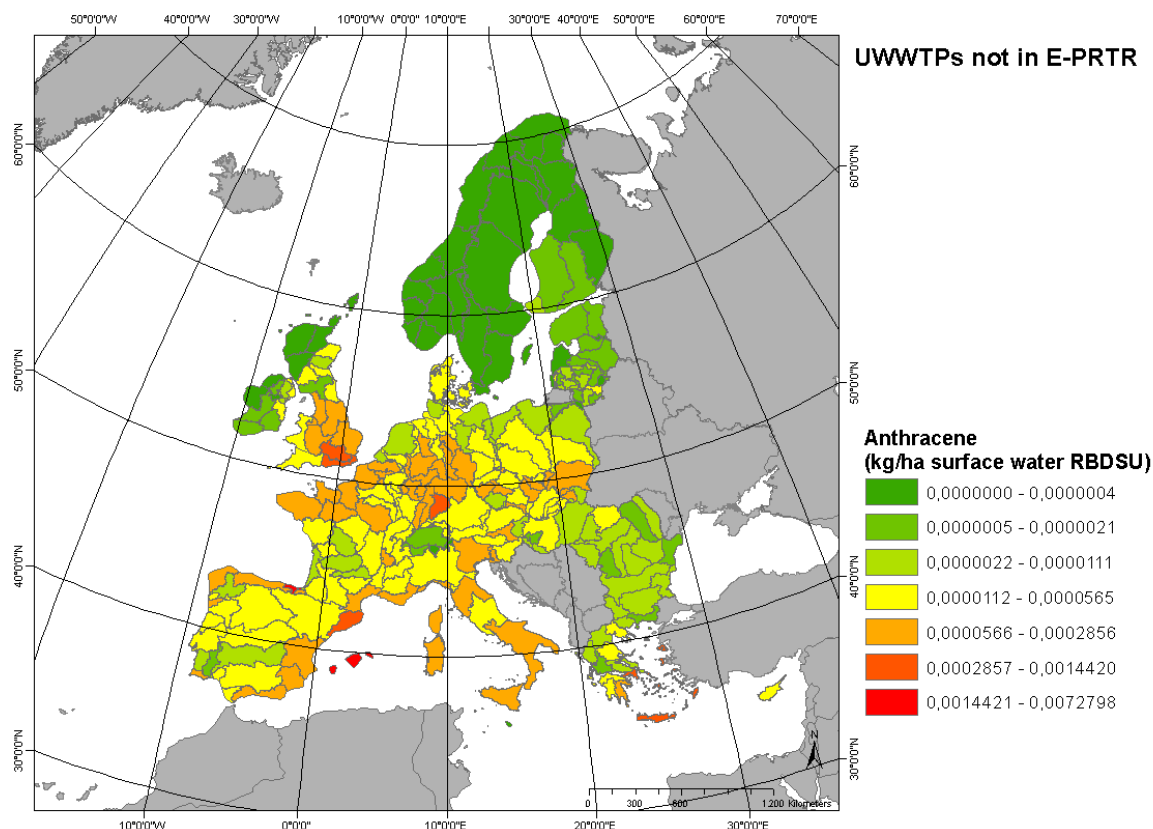 50°0'0"W 40°0'0"W 30°0'0"W 10°0'0"W 0°0'0" 10°0'0"E 30°0'0"E 40°0'0"E 50°0'0"E 70°0'0"E
UWWTPs not in E-PRTR
60°0'0"N
60°0'0"N
50°0'0"N
50°0'0"N
40°0'0"N
40°0'0"N
30°0'0"N
30°0'0"N
Anthracene
(kg/ha surface water RBDSU)
0,0000000 - 0,0000004
0,0000005 - 0,0000021
0,0000022 - 0,0000111
0,0000112 - 0,0000565
0,0000566 - 0,0002856
0,0002857 - 0,0014420
0,0014421 - 0,0072798
N
0 300 600 1.200 Kilometers
10°0'0"W 0°0'0" 10°0'0"E 20°0'0"E 30°0'0"E